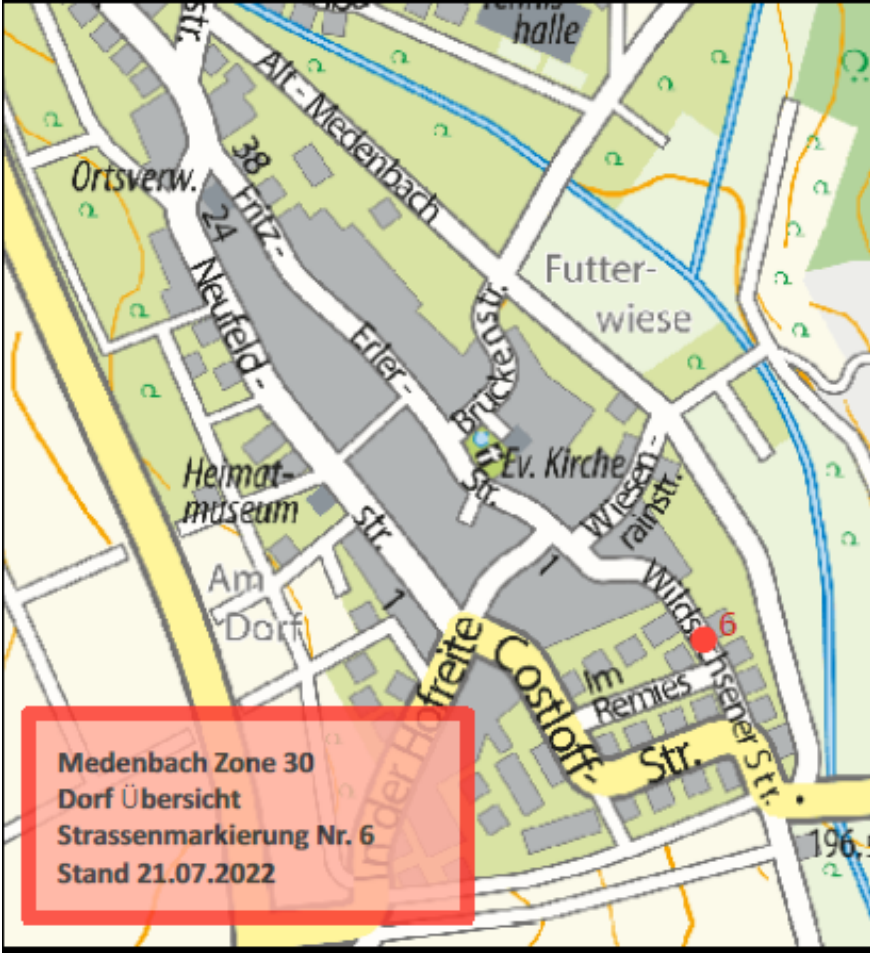 halle
str.
Alt - Medenbach
38
Ortsverw.
24
Fritz -
Neufeld -
Erler -
Str.
Futter-
wiese
Brückenstr.
Ev. Kirche
Wiesen -
rainstr.
Heimat-
museum
str.
1
1
Am
Dorf
Wildsachsener Str.
6
In der Hofreite
Costloff-
Str.
Im
Remies
196.
Medenbach Zone 30
Dorf Übersicht
Strassenmarkierung Nr. 6
Stand 21.07.2022